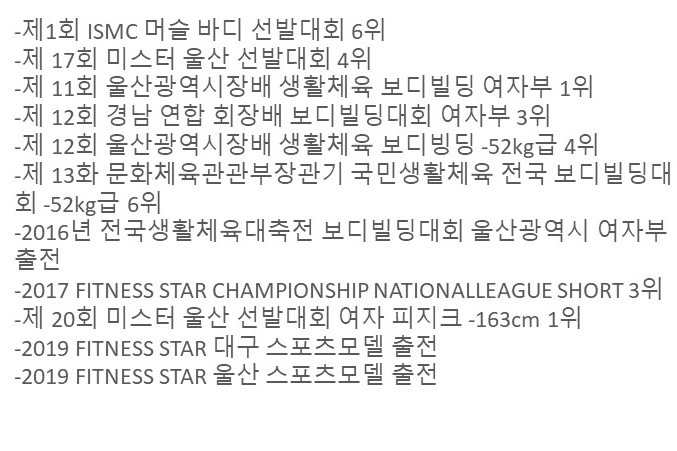 -제1회 ISMC 머슬 바디 선발대회 6위
-제 17회 미스터 울산 선발대회 4위
-제 11회 울산광역시장배 생활체육 보디빌딩 여자부 1위
-제 12회 경남 연합 회장배 보디빌딩대회 여자부 3위
-제 12회 울산광역시장배 생활체육 보디빙딩 -52kg급 4위
-제 13화 문화체육관관부장관기 국민생활체육 전국 보디빌딩대
회 -52kg급 6위
-2016년 전국생활체육대축전 보디빌딩대회 울산광역시 여자부
출전
-2017 FITNESS STAR CHAMPIONSHIP NATIONALLEAGUE SHORT 3위
-제 20회 미스터 울산 선발대회 여자 피지크 -163cm 1위
-2019 FITNESS STAR 대구 스포츠모델 출전
-2019 FITNESS STAR 울산 스포츠모델 출전